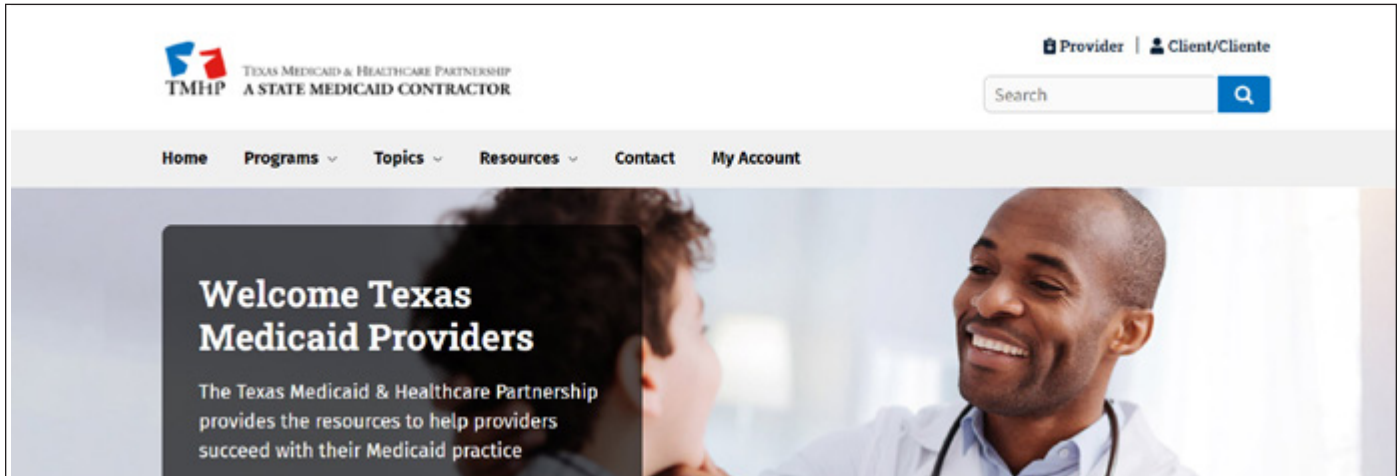 Provider | Client/Cliente
TMHP
TEXAS MEDICAID & HEALTHCARE PARTNERSHIP
A STATE MEDICAID CONTRACTOR
Search
Home Programs Topics Resources Contact My Account
Welcome Texas
Medicaid Providers
The Texas Medicaid & Healthcare Partnership
provides the resources to help providers
succeed with their Medicaid practice